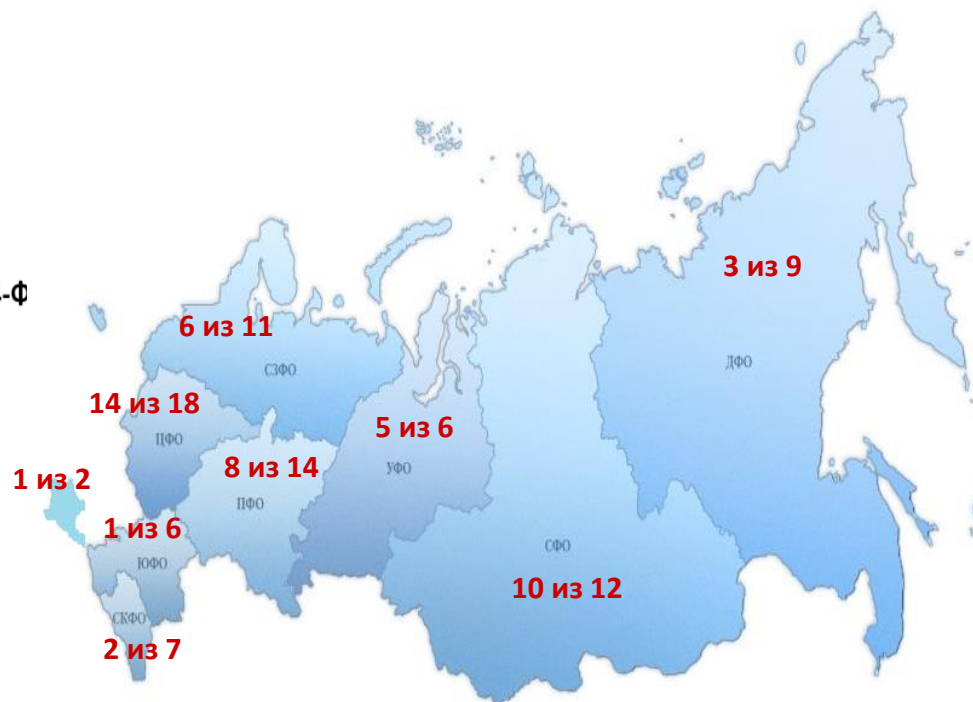 -Ф
3 из 9
6 из 11
ДФО
СЗФО
14 из 18
5 из 6
ЦФО
8 из 14
УФО
1 из 2
ПФО
1 из 6
СФО
ЮФО
10 из 12
СКФО
2 из 7